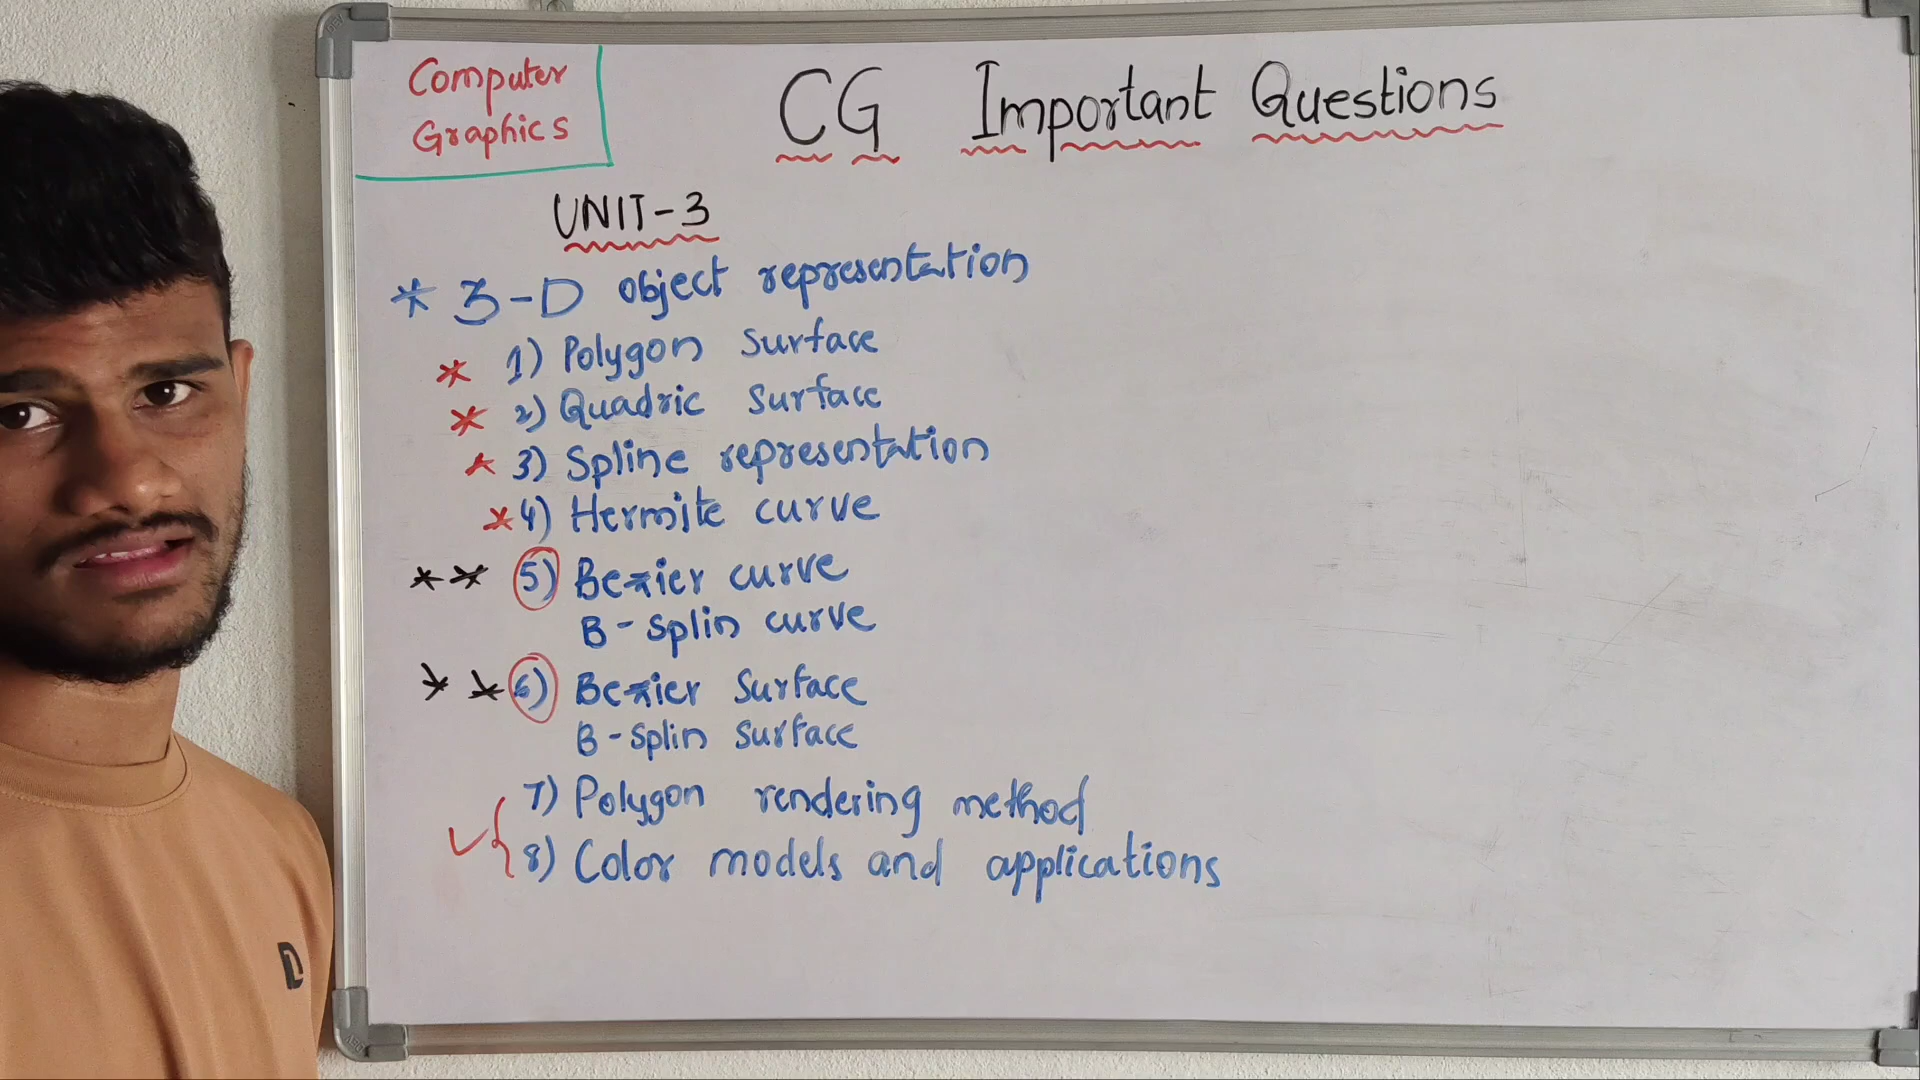 Computer
Graphics
CG Important Questions
UNIT-3
* 3-D object representation
* 1) Polygon surface
* 2) Quadric surface
* 3) Spline representation
* 4) Hermite curve
** 5) Bezier curve
B-splin curve
** 6) Bezier surface
B-splin surface
7) Polygon rendering method
8) Color models and applications